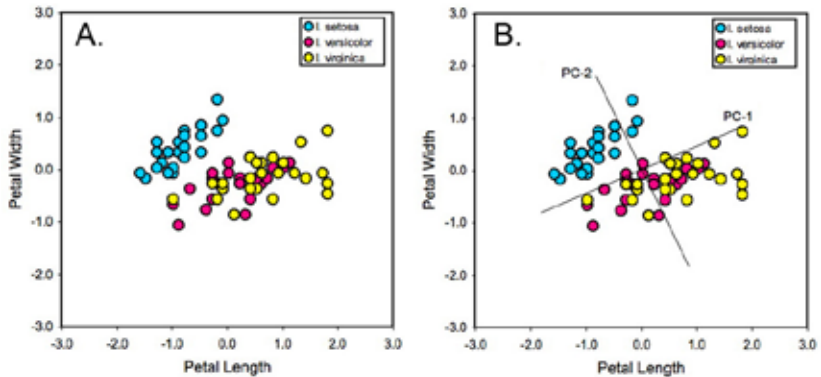 A.
I. setosa
I. versicolor
I. virginica
3.0
2.0
1.0
0.0
-1.0
-2.0
-3.0
Petal Width
-3.0 -2.0 -1.0 0.0 1.0 2.0 3.0
Petal Length
B.
I. setosa
I. versicolor
I. virginica
PC-2
PC-1
3.0
2.0
1.0
0.0
-1.0
-2.0
-3.0
Petal Width
-3.0 -2.0 -1.0 0.0 1.0 2.0 3.0
Petal Length